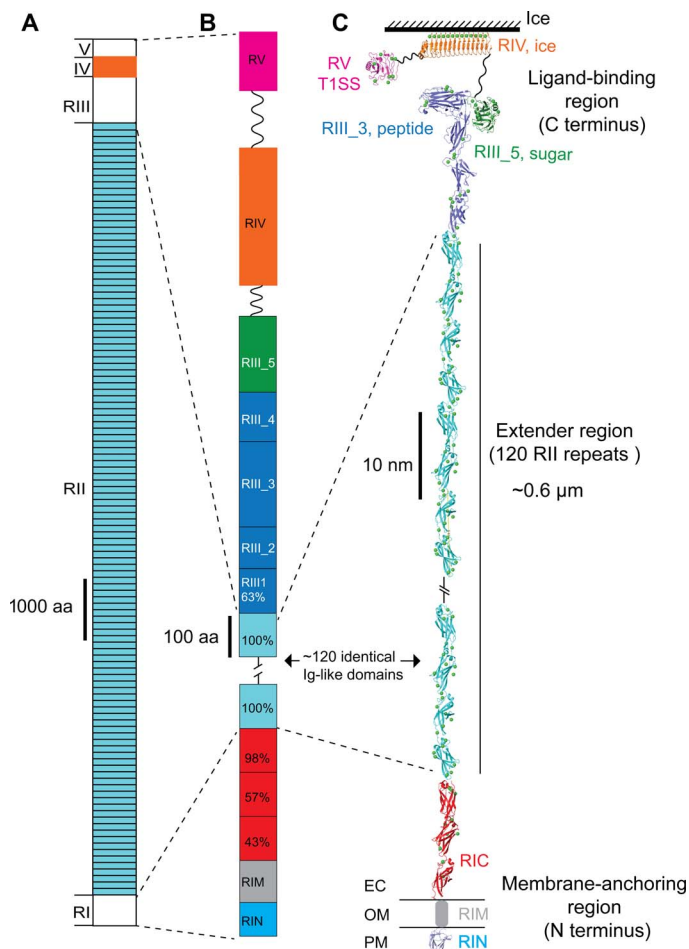 A
V
IV
RIII
RII
1000 aa
RI
B
RV
RIV
RIII_5
RIII_4
RIII_3
RIII_2
RIII1
63%
100 aa
100%
100%
98%
57%
43%
RIM
RIN
~120 identical
Ig-like domains
C
Ice
RIV, ice
RV
T1SS
Ligand-binding
region
(C terminus)
RIII_3, peptide
RIII_5, sugar
10 nm
Extender region
(120 RII repeats )
~0.6 µm
RIC
EC
OM
PM
RIM
RIN
Membrane-anchoring
region
(N terminus)